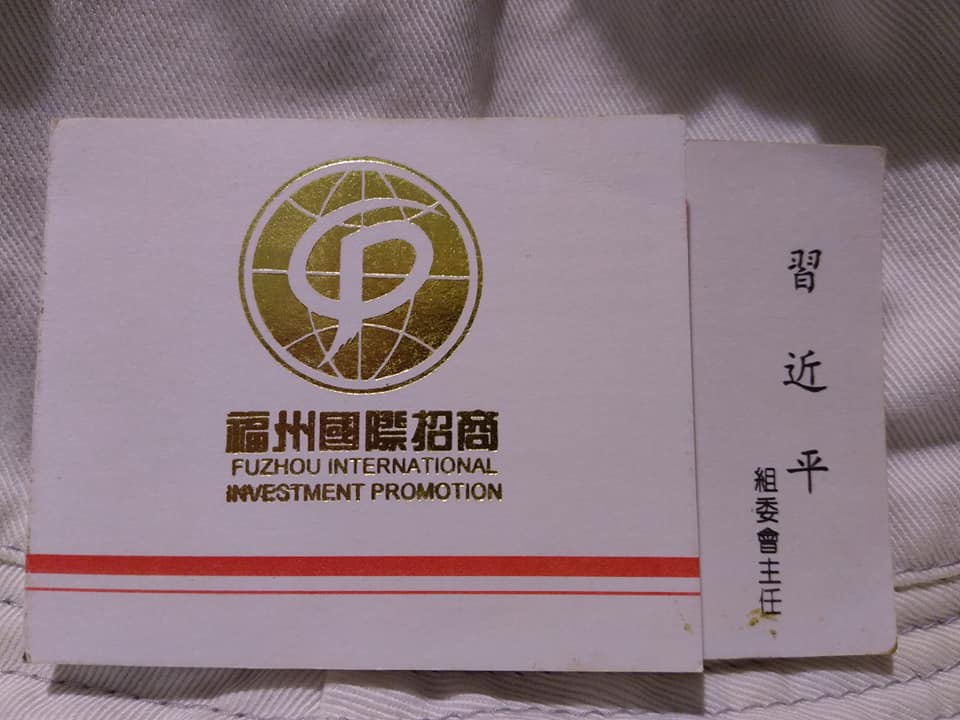 福州國際招商
FUZHOU INTERNATIONAL
INVESTMENT PROMOTION
習近平
組委會主任